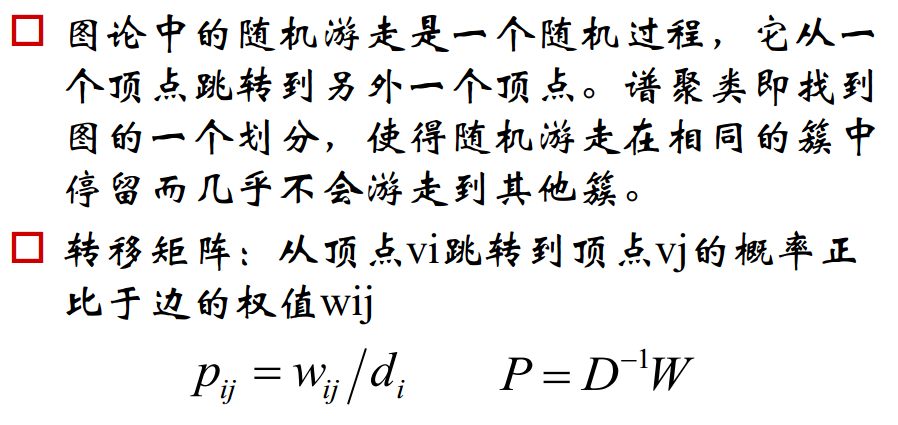 图论中的随机游走是一个随机过程，它从一
个顶点跳转到另外一个顶点。谱聚类即找到
图的一个划分，使得随机游走在相同的簇中
停留而几乎不会游走到其他簇。
转移矩阵：从顶点vi跳转到顶点vj的概率正
比于边的权值wij
p_{ij} = w_{ij}/d_i P = D^{-1}W